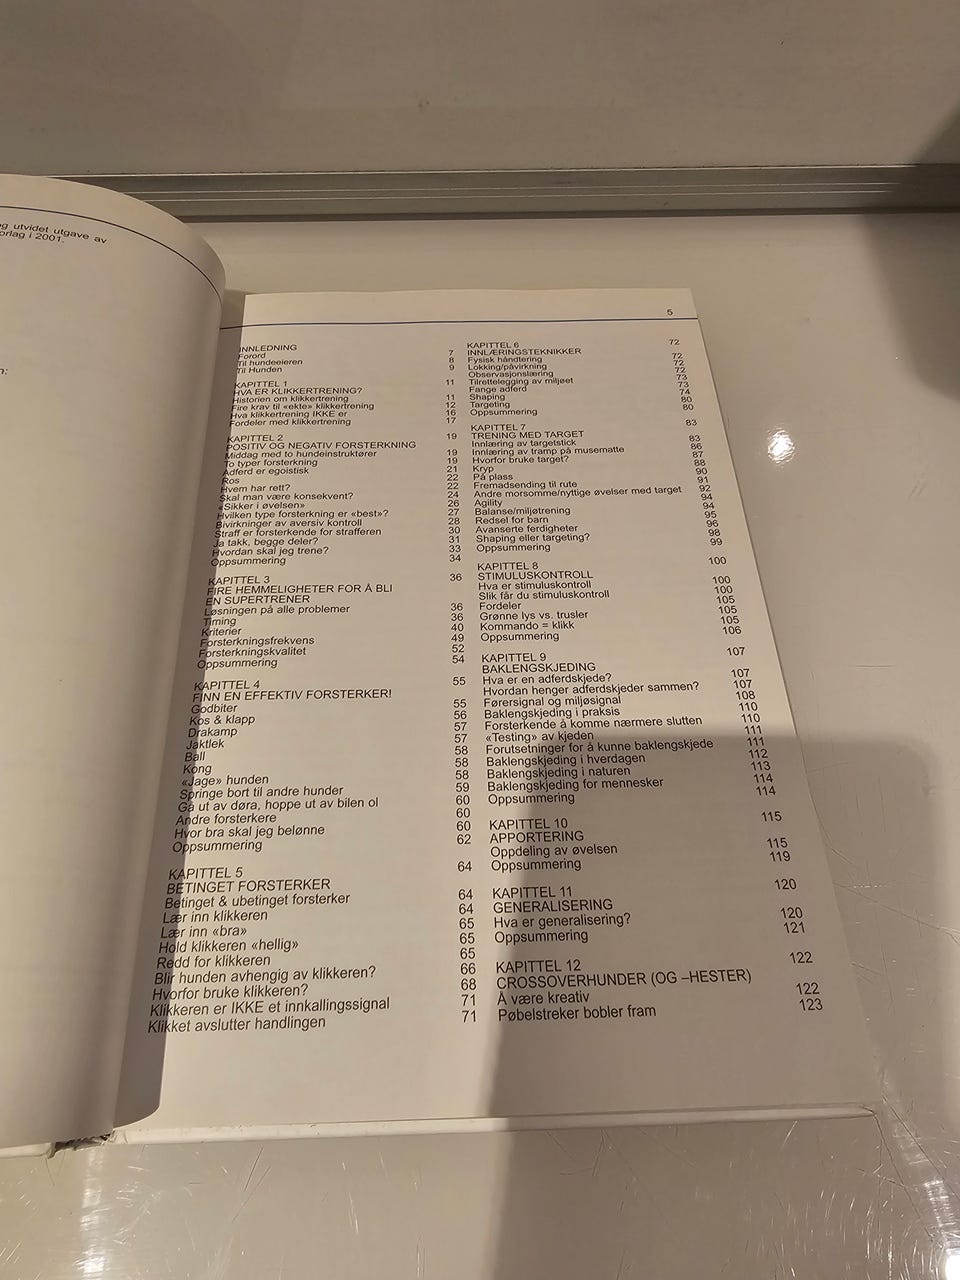 g utvidet utgave av
orlag i 2001.
n:
5
INNLEDNING
Forord 7
Til hundeeieren 8
Til Hunden 9
KAPITTEL 1 11
HVA ER KLIKKERTRENING?
Historien om klikkertrening 11
Fire krav til «ekte» klikkertrening 12
Hva klikkertrening IKKE er 16
Fordeler med klikkertrening 17
KAPITTEL 2 19
POSITIV OG NEGATIV FORSTERKNING
Middag med to hundeinstruktører 19
To typer forsterkning 19
Adferd er egoistisk 21
Ros 22
Hvem har rett? 22
Skal man være konsekvent? 24
«Sikker i øvelsen» 26
Hvilken type forsterkning er «best»? 27
Bivirkninger av aversiv kontroll 28
Straff er forsterkende for strafferen 30
Ja takk, begge deler? 31
Hvordan skal jeg trene? 33
Oppsummering 34
KAPITTEL 3 36
FIRE HEMMELIGHETER FOR Å BLI
EN SUPERTRENER
Løsningen på alle problemer 36
Timing 36
Kriterier 40
Forsterkningsfrekvens 49
Forsterkningskvalitet 52
Oppsummering 54
KAPITTEL 4 55
FINN EN EFFEKTIV FORSTERKER!
Godbiter 55
Kos & klapp 56
Drakamp 57
Jaktlek 57
Ball 58
Kong 58
«Jage» hunden 58
Springe bort til andre hunder 59
Gå ut av døra, hoppe ut av bilen ol 60
Andre forsterkere 60
Hvor bra skal jeg belønne 60
Oppsummering 62
KAPITTEL 5 64
BETINGET FORSTERKER
Betinget & ubetinget forsterker 64
Lær inn klikkeren 64
Lær inn «bra» 65
Hold klikkeren «hellig» 65
Redd for klikkeren 65
Blir hunden avhengig av klikkeren? 66
Hvorfor bruke klikkeren? 68
Klikkeren er IKKE et innkallingssignal 71
Klikket avslutter handlingen 71
KAPITTEL 6 72
INNLÆRINGSTEKNIKKER
Fysisk håndtering 72
Lokking/påvirkning 72
Observasjonslæring 72
Tilrettelegging av miljøet 73
Fange adferd 73
Shaping 74
Targeting 80
Oppsummering 80
KAPITTEL 7 83
TRENING MED TARGET
Innlæring av targetstick 83
Innlæring av tramp på musematte 86
Hvorfor bruke target? 87
Kryp 88
På plass 90
Fremadsending til rute 91
Andre morsomme/nyttige øvelser med target 92
Agility 94
Balanse/miljøtrening 94
Redsel for barn 95
Avanserte ferdigheter 96
Shaping eller targeting? 98
Oppsummering 99
KAPITTEL 8 100
STIMULUSKONTROLL
Hva er stimuluskontroll 100
Slik får du stimuluskontroll 100
Fordeler 105
Grønne lys vs. trusler 105
Kommando = klikk 105
Oppsummering 106
KAPITTEL 9 107
BAKLENGSKJEDING
Hva er en adferdskjede? 107
Hvordan henger adferdskjeder sammen? 107
Førersignal og miljøsignal 108
Baklengskjeding i praksis 110
Forsterkende å komme nærmere slutten 110
«Testing» av kjeden 111
Forutsetninger for å kunne baklengskjede 111
Baklengskjeding i hverdagen 112
Baklengskjeding i naturen 113
Baklengskjeding for mennesker 114
Oppsummering 114
KAPITTEL 10 115
APPORTERING
Oppdeling av øvelsen 115
Oppsummering 119
KAPITTEL 11 120
GENERALISERING
Hva er generalisering? 120
Oppsummering 121
KAPITTEL 12 122
CROSSOVERHUNDER (OG –HESTER)
Å være kreativ 122
Pøbelstreker bobler fram 123